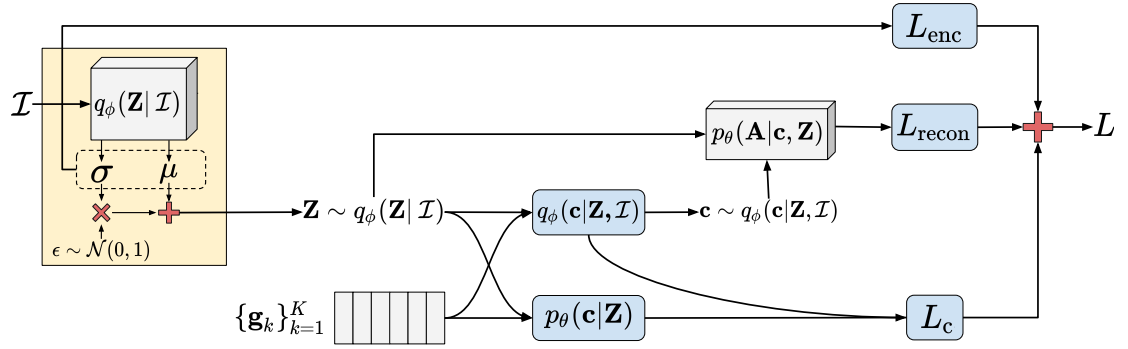 L_enc
𝓘
q_ϕ(𝐙| 𝓘)
p_θ(𝐀|𝐜, 𝐙)
L_recon
L
σ
μ
𝐙 ∼ q_ϕ(𝐙| 𝓘)
q_ϕ(𝐜|𝐙, 𝓘)
𝐜 ∼ q_ϕ(𝐜|𝐙, 𝓘)
ϵ ∼ 𝒩(0, 1)
{𝐠_k}_{k=1}^K
p_θ(𝐜|𝐙)
L_c